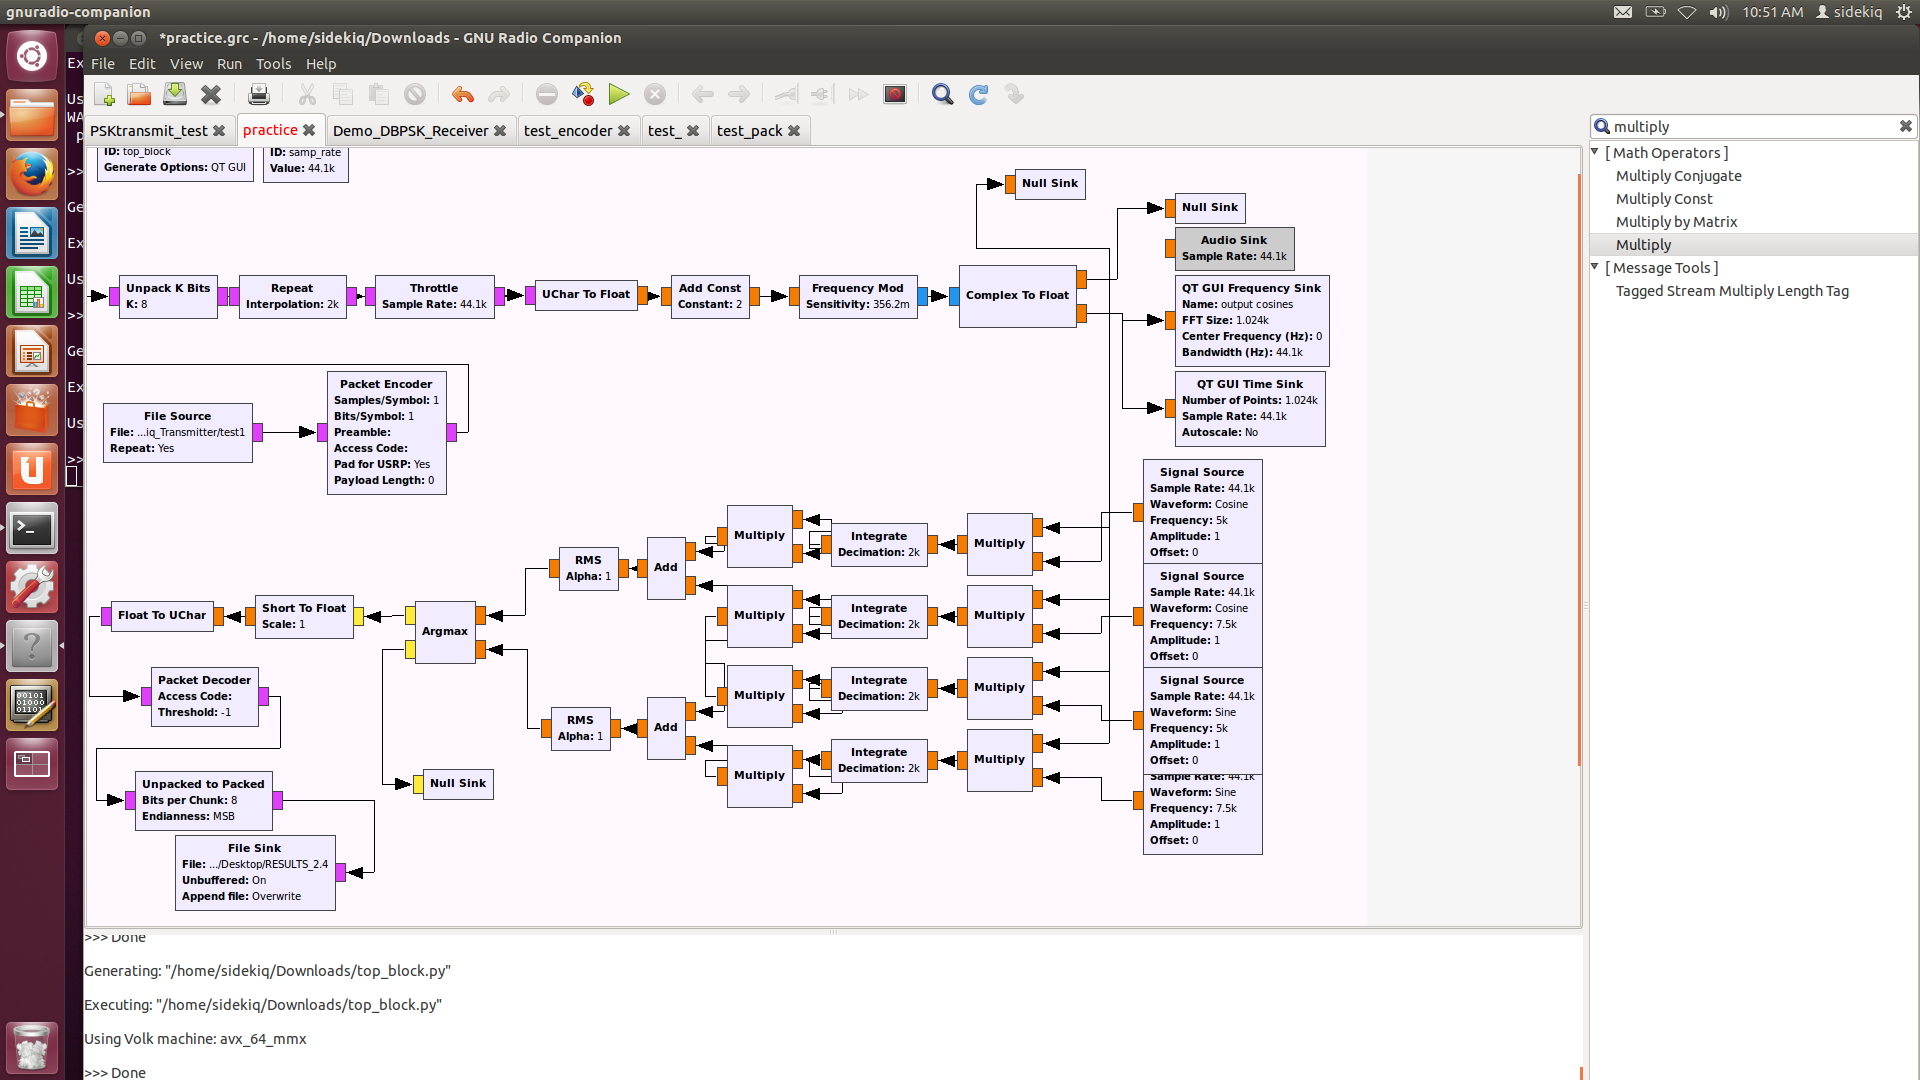 gnuradio-companion
10:51 AM
sidekiq
*practice.grc - /home/sidekiq/Downloads - GNU Radio Companion
File Edit View Run Tools Help
PSKtransmit_test
practice
Demo_DBPSK_Receiver
test_encoder
test_
test_pack
multiply
[ Math Operators ]
Multiply Conjugate
Multiply Const
Multiply by Matrix
Multiply
[ Message Tools ]
Tagged Stream Multiply Length Tag
ID: top_block
Generate Options: QT GUI
ID: samp_rate
Value: 44.1k
Null Sink
Null Sink
Audio Sink
Sample Rate: 44.1k
Unpack K Bits
K: 8
Repeat
Interpolation: 2k
Throttle
Sample Rate: 44.1k
UChar To Float
Add Const
Constant: 2
Frequency Mod
Sensitivity: 356.2m
Complex To Float
QT GUI Frequency Sink
Name: output cosines
FFT Size: 1.024k
Center Frequency (Hz): 0
Bandwidth (Hz): 44.1k
QT GUI Time Sink
Number of Points: 1.024k
Sample Rate: 44.1k
Autoscale: No
File Source
File: ...iq_Transmitter/test1
Repeat: Yes
Packet Encoder
Samples/Symbol: 1
Bits/Symbol: 1
Preamble:
Access Code:
Pad for USRP: Yes
Payload Length: 0
Signal Source
Sample Rate: 44.1k
Waveform: Cosine
Frequency: 5k
Amplitude: 1
Offset: 0
Signal Source
Sample Rate: 44.1k
Waveform: Cosine
Frequency: 7.5k
Amplitude: 1
Offset: 0
Signal Source
Sample Rate: 44.1k
Waveform: Sine
Frequency: 5k
Amplitude: 1
Offset: 0
Sample Rate: 44.1k
Waveform: Sine
Frequency: 7.5k
Amplitude: 1
Offset: 0
Multiply
Integrate
Decimation: 2k
Multiply
Multiply
Integrate
Decimation: 2k
Multiply
Multiply
Integrate
Decimation: 2k
Multiply
Multiply
Integrate
Decimation: 2k
Multiply
RMS
Alpha: 1
Add
RMS
Alpha: 1
Add
Float To UChar
Short To Float
Scale: 1
Argmax
Packet Decoder
Access Code:
Threshold: -1
Null Sink
Unpacked to Packed
Bits per Chunk: 8
Endianness: MSB
File Sink
File: .../Desktop/RESULTS_2.4
Unbuffered: On
Append file: Overwrite
>>> Done
Generating: "/home/sidekiq/Downloads/top_block.py"
Executing: "/home/sidekiq/Downloads/top_block.py"
Using Volk machine: avx_64_mmx
>>> Done